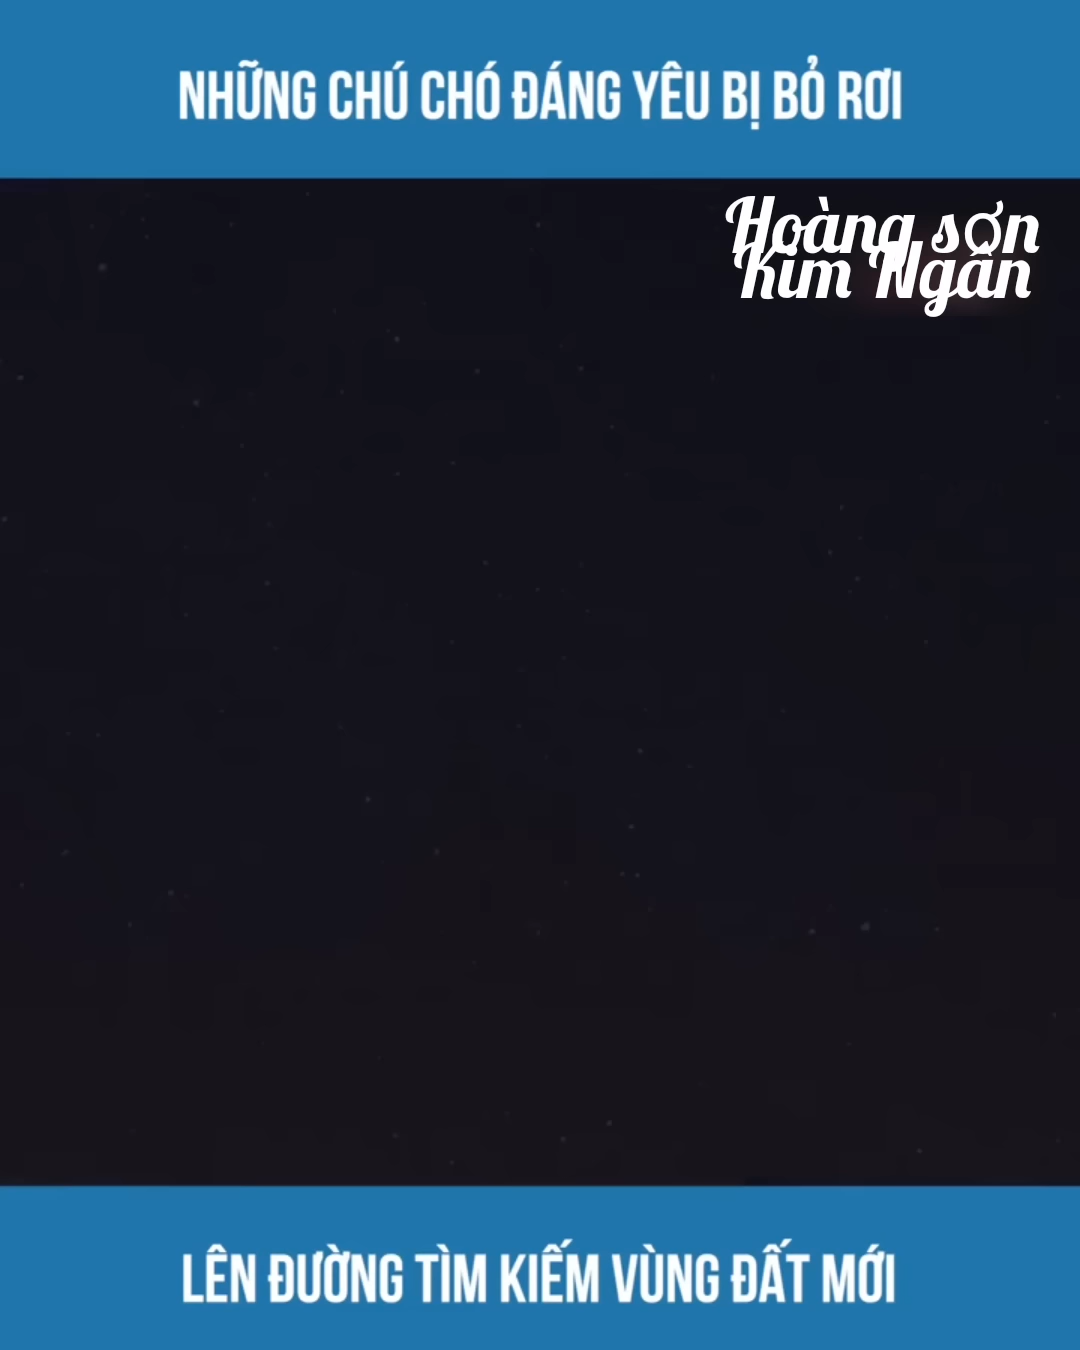 NHỮNG CHÚ CHÓ ĐÁNG YÊU BỊ BỎ RƠI
Hoàng sơn
Kim Ngân
LÊN ĐƯỜNG TÌM KIẾM VÙNG ĐẤT MỚI